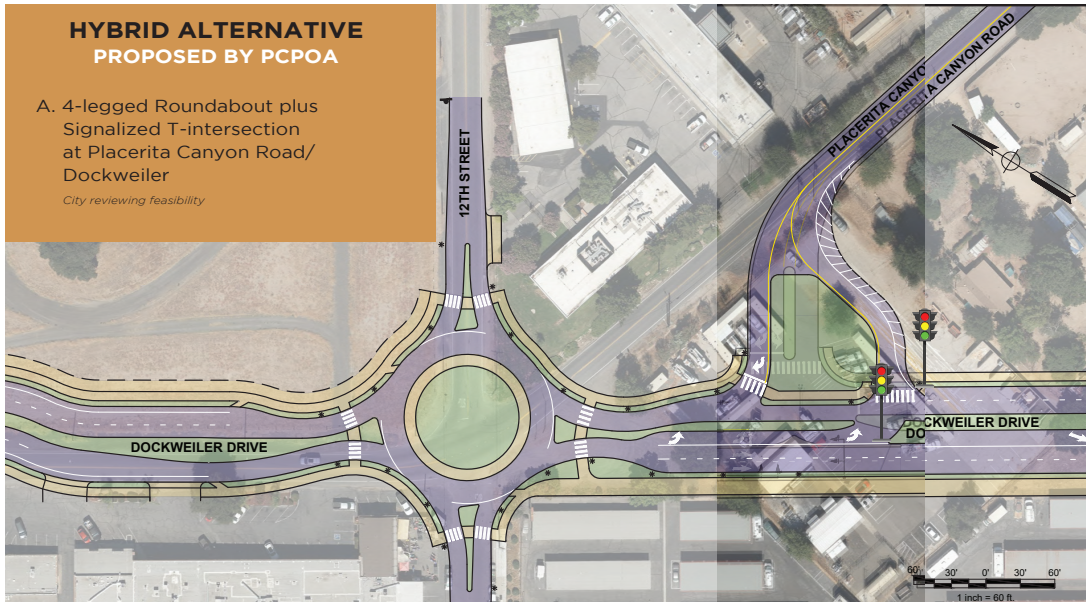 HYBRID ALTERNATIVE
PROPOSED BY PCPOA
A. 4-legged Roundabout plus
Signalized T-intersection
at Placerita Canyon Road/
Dockweiler
City reviewing feasibility
12TH STREET
PLACERITA CANYO
PLACERITA CANYON ROAD
DOCKWEILER DRIVE
DOCKWEILER DRIVE
DO
60' 30' 0' 30' 60'
1 inch = 60 ft.